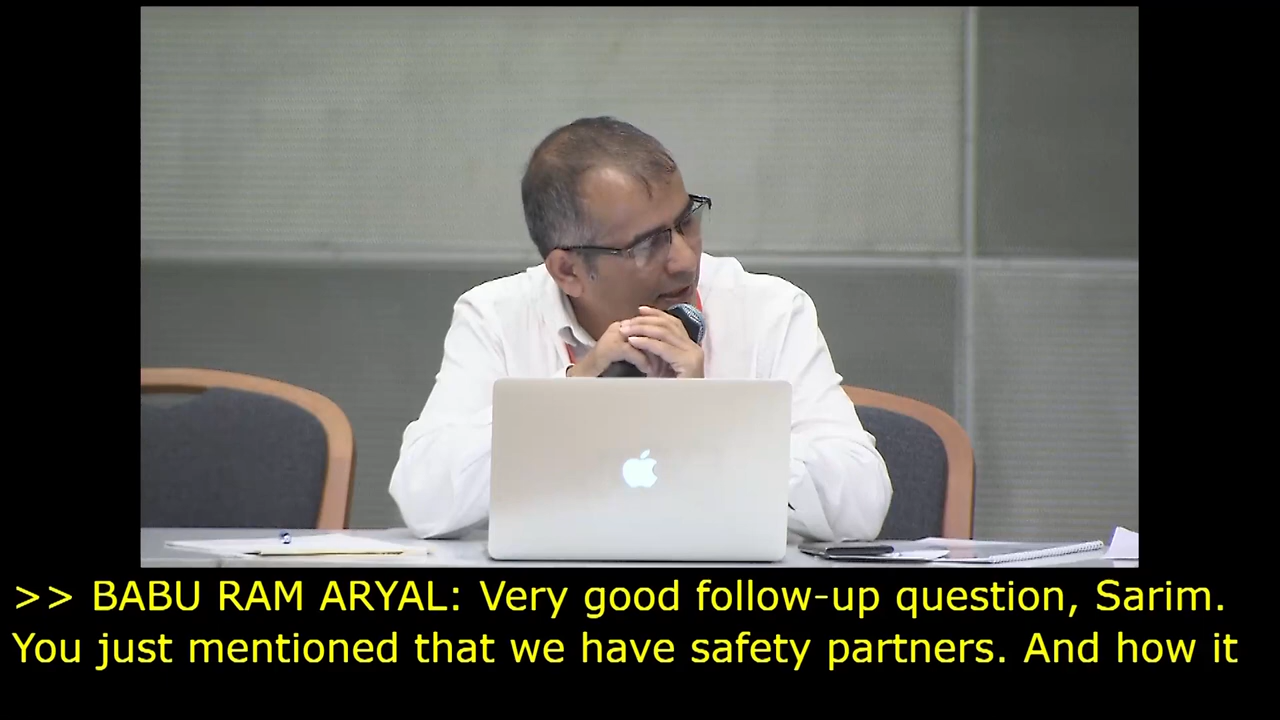 >> BABU RAM ARYAL: Very good follow-up question, Sarim.
You just mentioned that we have safety partners. And how it